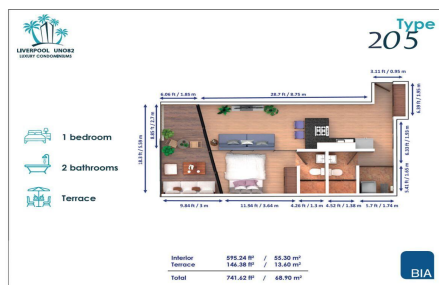 Type
205
LIVERPOOL UNO82
LUXURY CONDOMINIUMS
3.11 ft / 0.95 m
6.06 ft / 1.85 m
28.7 ft / 8.75 m
1 bedroom
2 bathrooms
Terrace
9.84 ft / 3 m
11.94 ft / 3.64 m
4.26 ft / 1.3 m
4.52 ft / 1.38 m
5.7 ft / 1.74 m
Interior 595.24 ft² / 55.30 m²
Terrace 146.38 ft² / 13.60 m²
Total 741.62 ft² / 68.90 m²
BIA